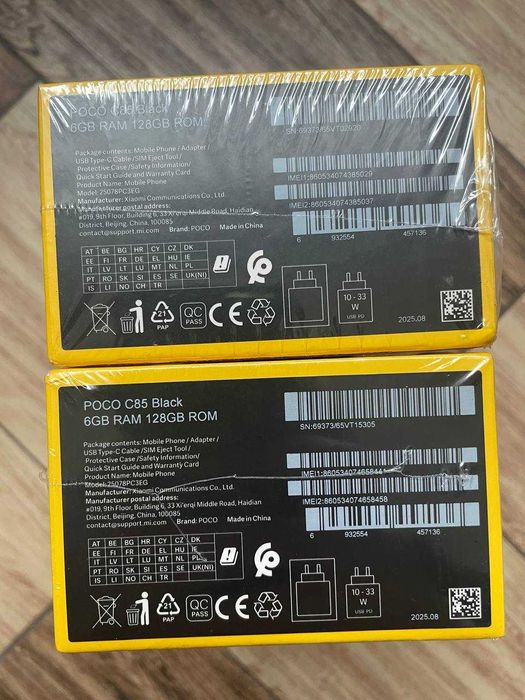 POCO C85 Black
6GB RAM 128GB ROM
Package contents: Mobile Phone / Adapter /
USB Type-C Cable / SIM Eject Tool /
Protective Case / Safety Information /
Quick Start Guide and Warranty Card
Product Name: Mobile Phone
Model: 25078PC3EG
Manufacturer: Xiaomi Communications Co., Ltd.
Manufacturer postal address:
#019, 9th Floor, Building 6, 33 Xi'erqi Middle Road, Haidian
District, Beijing, China, 100085
contact@support.mi.com Brand: POCO Made in China
SN:69373/65VT02920
IMEI1:860534074385029
IMEI2:860534074385037
6 932554 457136
AT BE BG HR CY CZ DK
EE FI FR DE EL HU IE
IT LV LT LU MT NL PL
PT RO SK SI ES SE UK(NI)
IS LI NO CH TR
21
PAP
QC
PASS
CE
10 - 33
W
USB PD
2025.08
POCO C85 Black
6GB RAM 128GB ROM
Package contents: Mobile Phone / Adapter /
USB Type-C Cable / SIM Eject Tool /
Protective Case / Safety Information /
Quick Start Guide and Warranty Card
Product Name: Mobile Phone
Model: 25078PC3EG
Manufacturer: Xiaomi Communications Co., Ltd.
Manufacturer postal address:
#019, 9th Floor, Building 6, 33 Xi'erqi Middle Road, Haidian
District, Beijing, China, 100085
contact@support.mi.com Brand: POCO Made in China
SN:69373/65VT15305
IMEI1:860534074658441
IMEI2:860534074658458
6 932554 457136
AT BE BG HR CY CZ DK
EE FI FR DE EL HU IE
IT LV LT LU MT NL PL
PT RO SK SI ES SE UK(NI)
IS LI NO CH TR
21
PAP
QC
PASS
CE
10 - 33
W
USB PD
2025.08